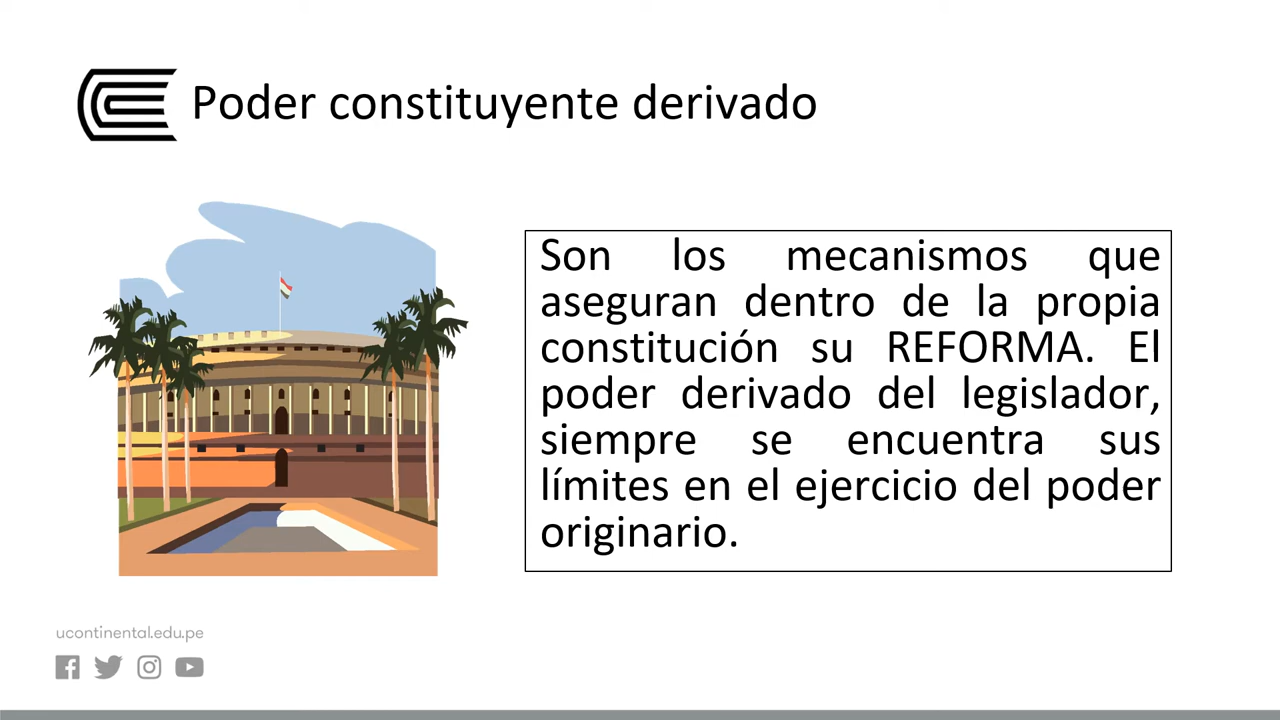 Poder constituyente derivado
Son los mecanismos que
aseguran dentro de la propia
constitución su REFORMA. El
poder derivado del legislador,
siempre se encuentra sus
límites en el ejercicio del poder
originario.
ucontinental.edu.pe